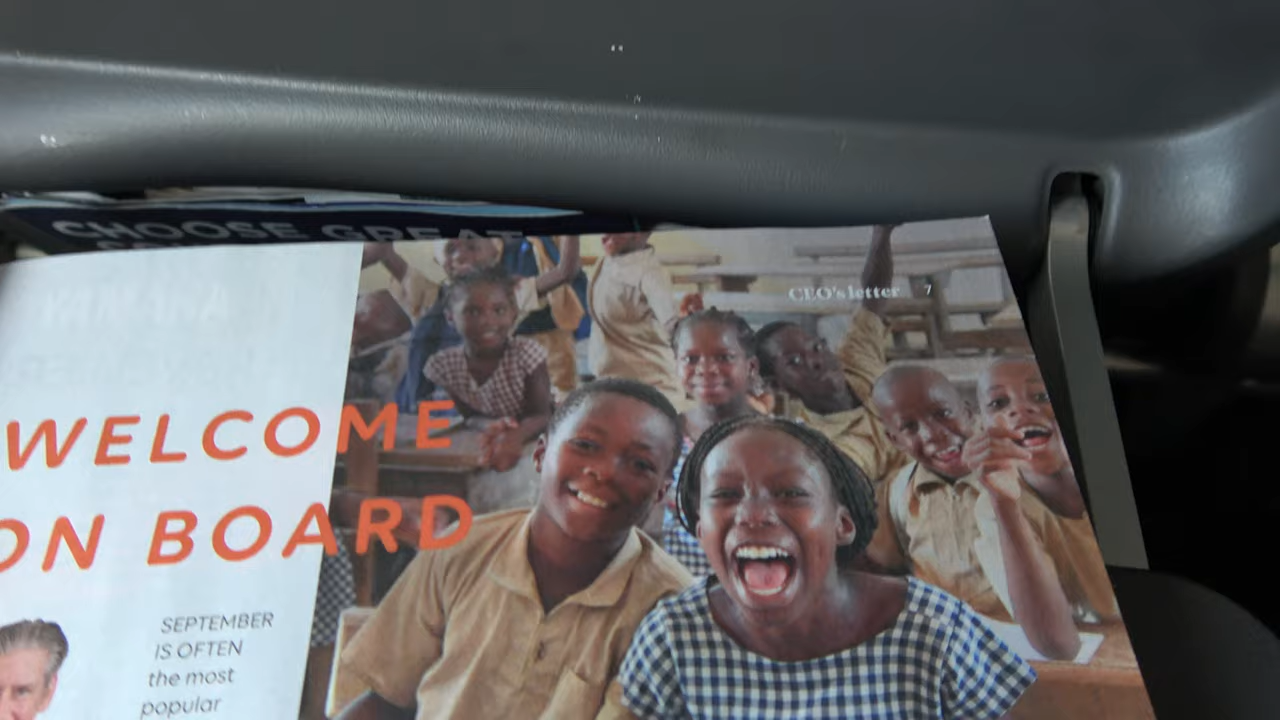 CHOOSE GREAT
CEO's letter 7
WELCOME
ON BOARD
SEPTEMBER
IS OFTEN
the most
popular